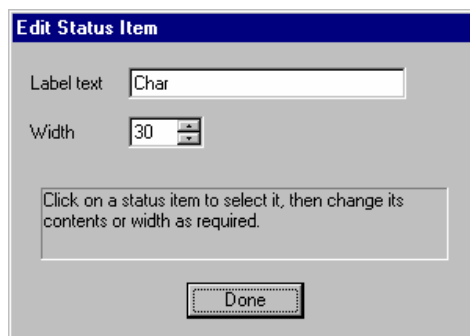 Edit Status Item
Label text Char
Width 30
Click on a status item to select it, then change its
contents or width as required.
Done